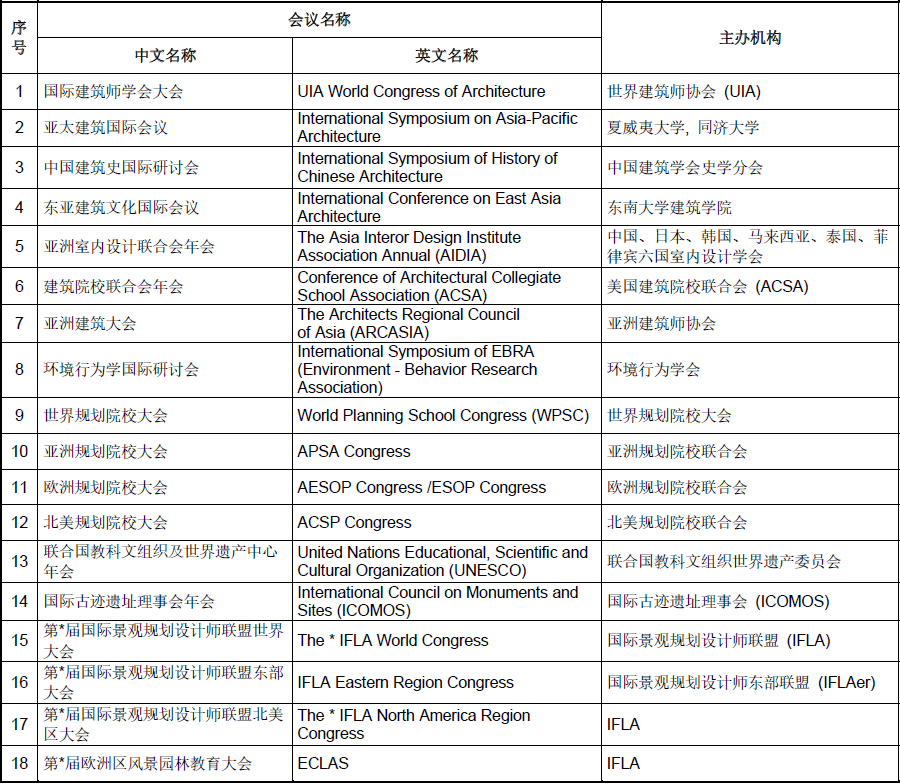 序号
会议名称
主办机构
中文名称
英文名称
1
国际建筑师学会大会
UIA World Congress of Architecture
世界建筑师协会 (UIA)
2
亚太建筑国际会议
International Symposium on Asia-Pacific
Architecture
夏威夷大学, 同济大学
3
中国建筑史国际研讨会
International Symposium of History of
Chinese Architecture
中国建筑学会史学分会
4
东亚建筑文化国际会议
International Conference on East Asia
Architecture
东南大学建筑学院
5
亚洲室内设计联合会年会
The Asia Interor Design Institute
Association Annual (AIDIA)
中国、日本、韩国、马来西亚、泰国、菲
律宾六国室内设计学会
6
建筑院校联合会年会
Conference of Architectural Collegiate
School Association (ACSA)
美国建筑院校联合会 (ACSA)
7
亚洲建筑大会
The Architects Regional Council
of Asia (ARCASIA)
亚洲建筑师协会
8
环境行为学国际研讨会
International Symposium of EBRA
(Environment - Behavior Research
Association)
环境行为学会
9
世界规划院校大会
World Planning School Congress (WPSC)
世界规划院校大会
10
亚洲规划院校大会
APSA Congress
亚洲规划院校联合会
11
欧洲规划院校大会
AESOP Congress /ESOP Congress
欧洲规划院校联合会
12
北美规划院校大会
ACSP Congress
北美规划院校联合会
13
联合国教科文组织及世界遗产中心
年会
United Nations Educational, Scientific and
Cultural Organization (UNESCO)
联合国教科文组织世界遗产委员会
14
国际古迹遗址理事会年会
International Council on Monuments and
Sites (ICOMOS)
国际古迹遗址理事会 (ICOMOS)
15
第*届国际景观规划设计师联盟世界
大会
The * IFLA World Congress
国际景观规划设计师联盟 (IFLA)
16
第*届国际景观规划设计师联盟东部
大会
IFLA Eastern Region Congress
国际景观规划设计师东部联盟 (IFLAer)
17
第*届国际景观规划设计师联盟北美
区大会
The * IFLA North America Region
Congress
IFLA
18
第*届欧洲区风景园林教育大会
ECLAS
IFLA